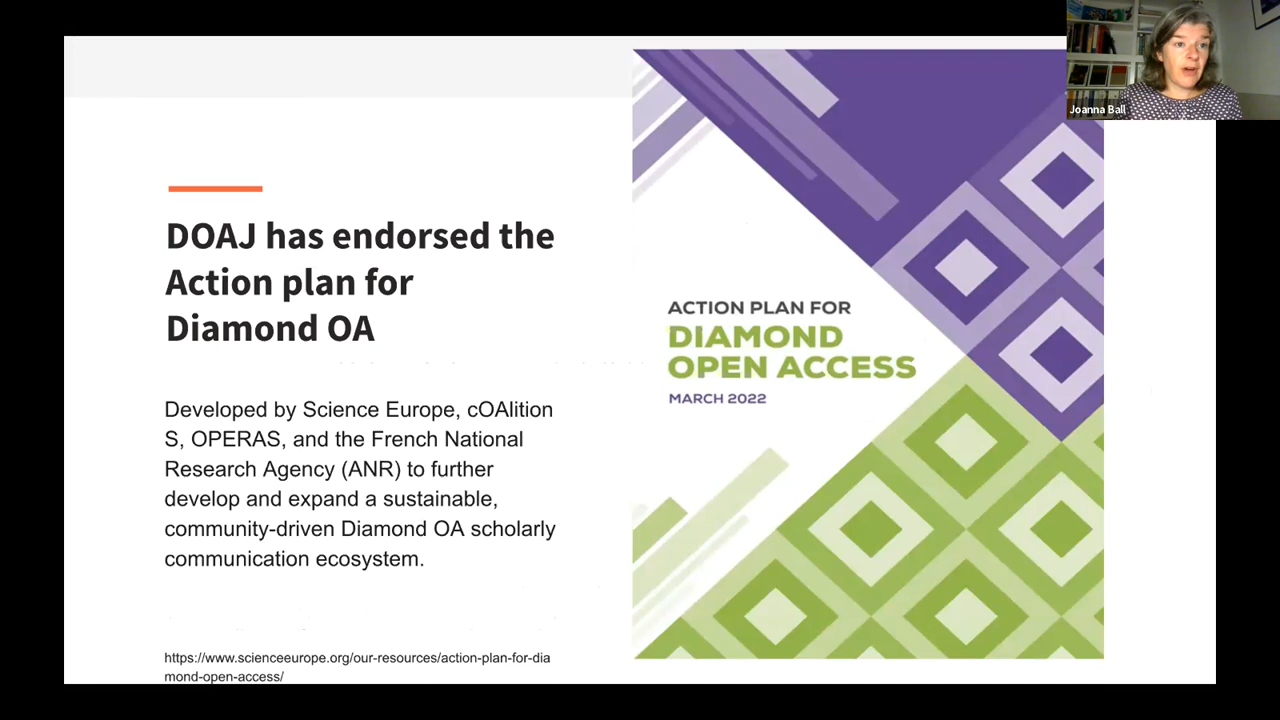 DOAJ has endorsed the
Action plan for
Diamond OA
Developed by Science Europe, cOAlition
S, OPERAS, and the French National
Research Agency (ANR) to further
develop and expand a sustainable,
community-driven Diamond OA scholarly
communication ecosystem.
https://www.scienceeurope.org/our-resources/action-plan-for-dia
mond-open-access/
ACTION PLAN FOR
DIAMOND
OPEN ACCESS
MARCH 2022
Joanna Ball